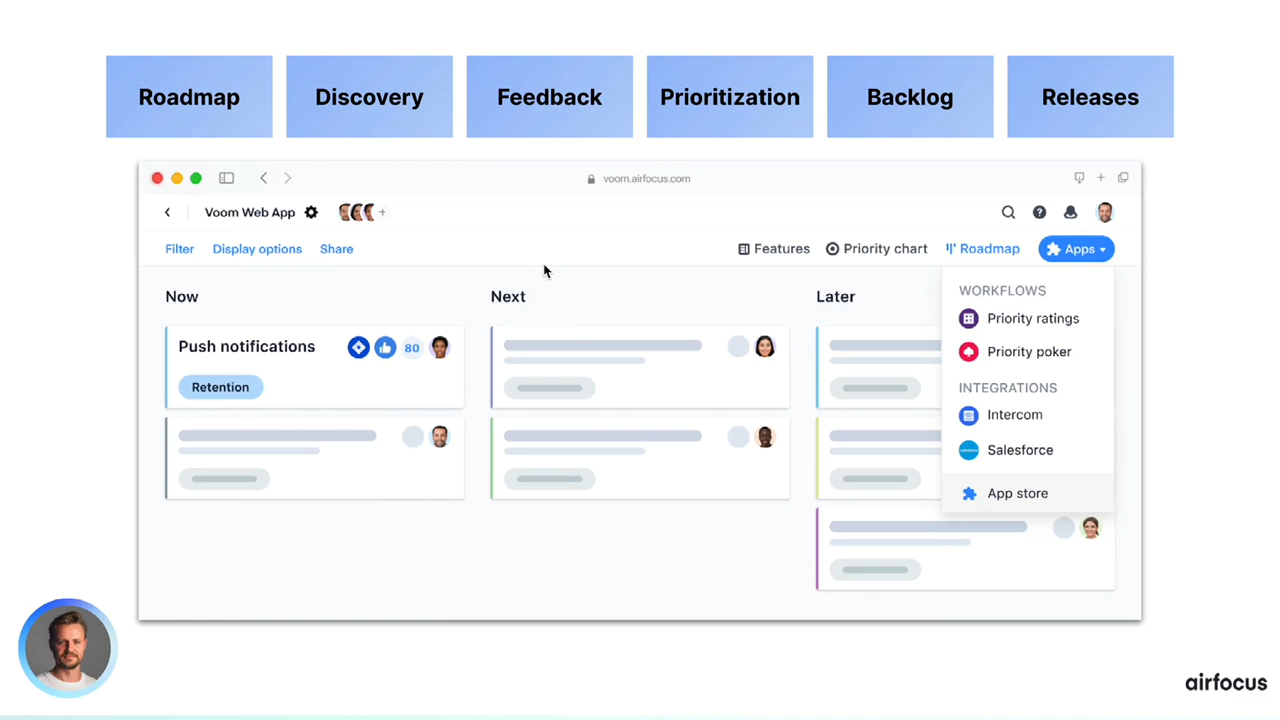 Roadmap
Discovery
Feedback
Prioritization
Backlog
Releases
voom.airfocus.com
Voom Web App
Filter
Display options
Share
Features
Priority chart
Roadmap
Apps
Now
Next
Later
Push notifications
80
Retention
WORKFLOWS
Priority ratings
Priority poker
INTEGRATIONS
Intercom
Salesforce
App store
airfocus